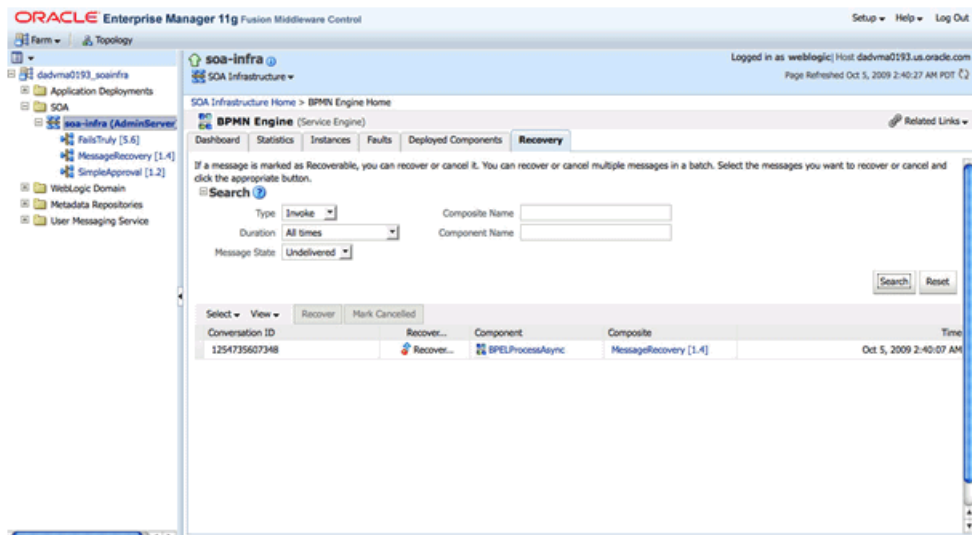 ORACLE Enterprise Manager 11g Fusion Middleware Control
Setup Help Log Out
Farm Topology
soa-infra
Logged in as weblogic| Host dadvma0193.us.oracle.com
SOA Infrastructure
Page Refreshed Oct 5, 2009 2:40:27 AM PDT
dadvma0193_soainfra
Application Deployments
SOA
soa-infra (AdminServer
FailsTruly [5.6]
MessageRecovery [1.4]
SimpleApproval [1.2]
WebLogic Domain
Metadata Repositories
User Messaging Service
SOA Infrastructure Home > BPMN Engine Home
BPMN Engine (Service Engine)
Related Links
Dashboard Statistics Instances Faults Deployed Components Recovery
If a message is marked as Recoverable, you can recover or cancel it. You can recover or cancel multiple messages in a batch. Select the messages you want to recover or cancel and
click the appropriate button.
Search
Type Invoke Composite Name
Duration All times Component Name
Message State Undelivered
Search Reset
Select View Recover Mark Cancelled
Conversation ID Recover... Component Composite Time
1254735607348 Recover... BPELProcessAsync MessageRecovery [1.4] Oct 5, 2009 2:40:07 AM